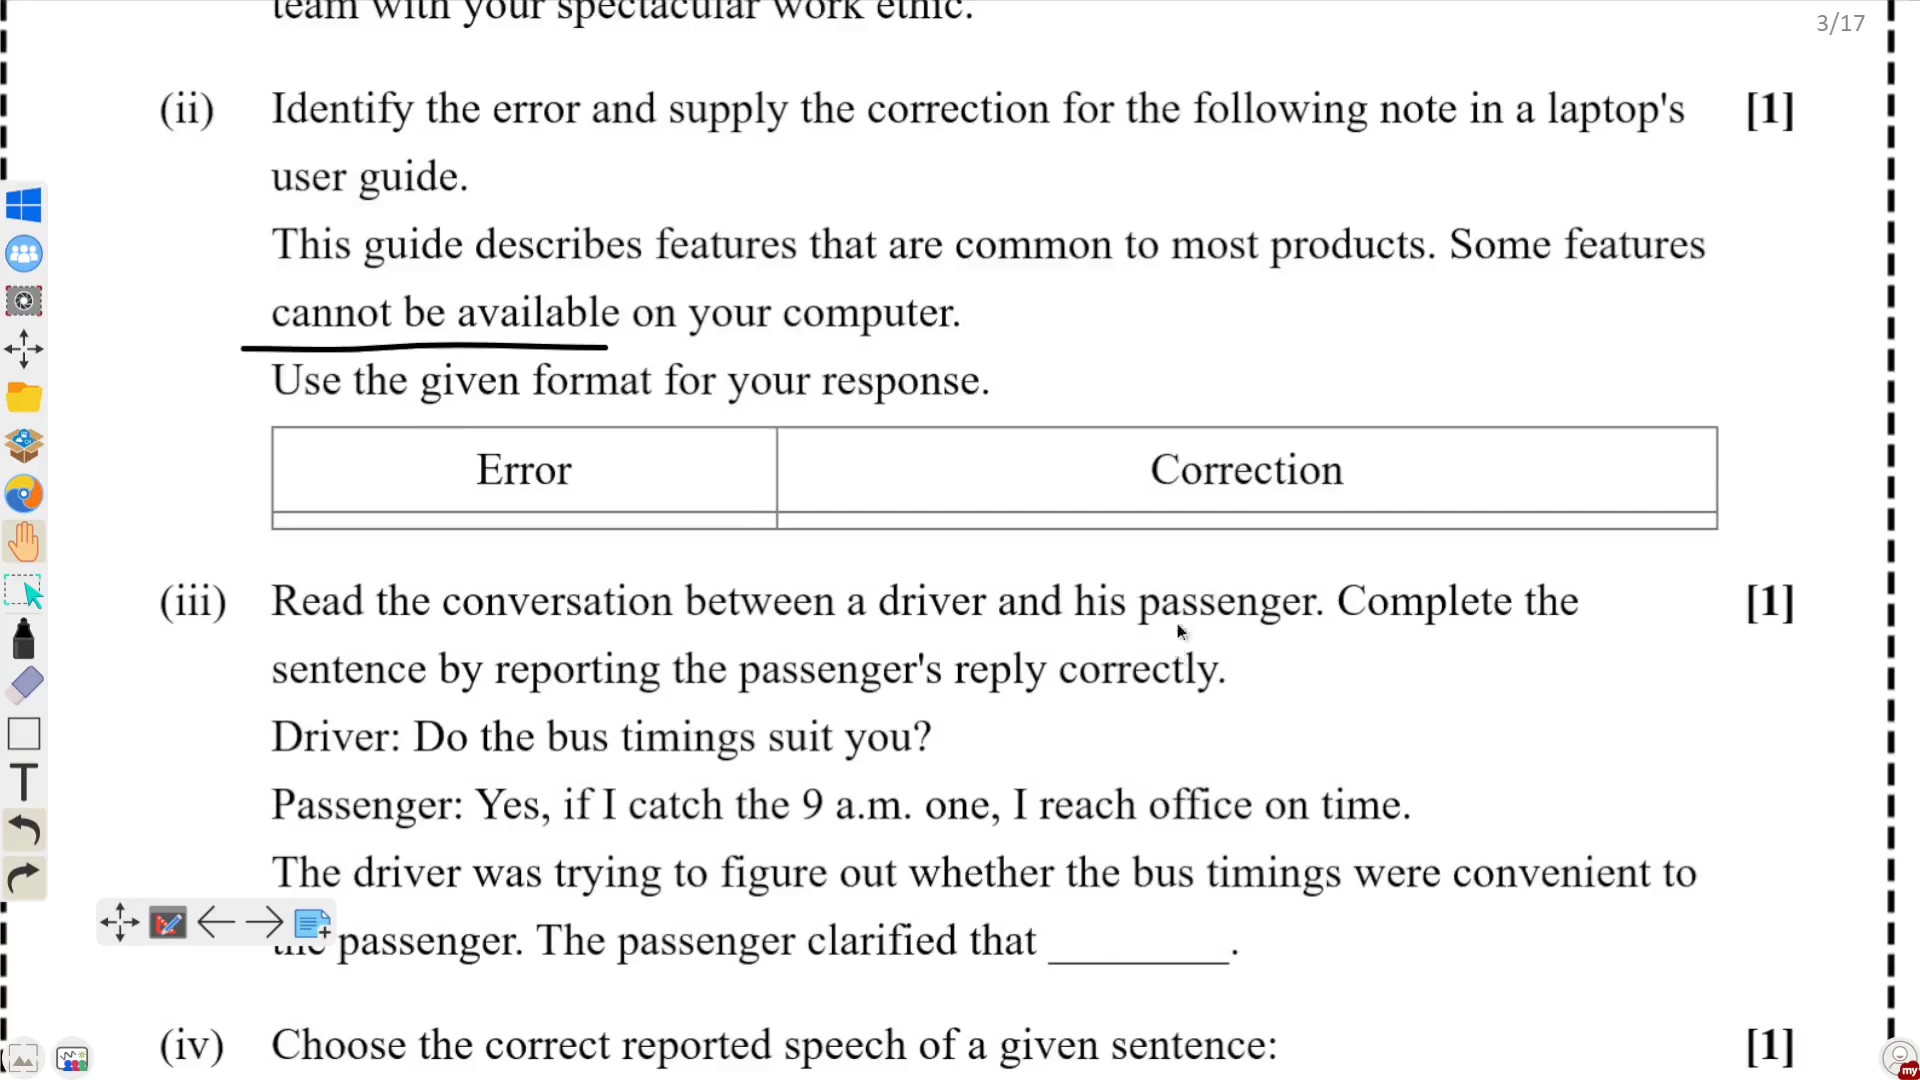 team with your spectacular work ethic.
3/17
(ii) Identify the error and supply the correction for the following note in a laptop's [1]
user guide.
This guide describes features that are common to most products. Some features
cannot be available on your computer.
Use the given format for your response.
Error Correction
(iii) Read the conversation between a driver and his passenger. Complete the [1]
sentence by reporting the passenger's reply correctly.
Driver: Do the bus timings suit you?
Passenger: Yes, if I catch the 9 a.m. one, I reach office on time.
The driver was trying to figure out whether the bus timings were convenient to
the passenger. The passenger clarified that _________.
(iv) Choose the correct reported speech of a given sentence: [1]
my